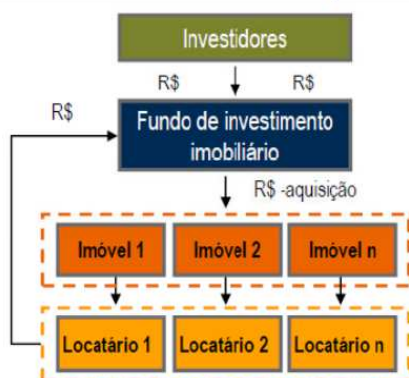 Investidores
R$ R$
R$
Fundo de investimento
imobiliário
R$ -aquisição
Imóvel 1 Imóvel 2 Imóvel n
Locatário 1 Locatário 2 Locatário n